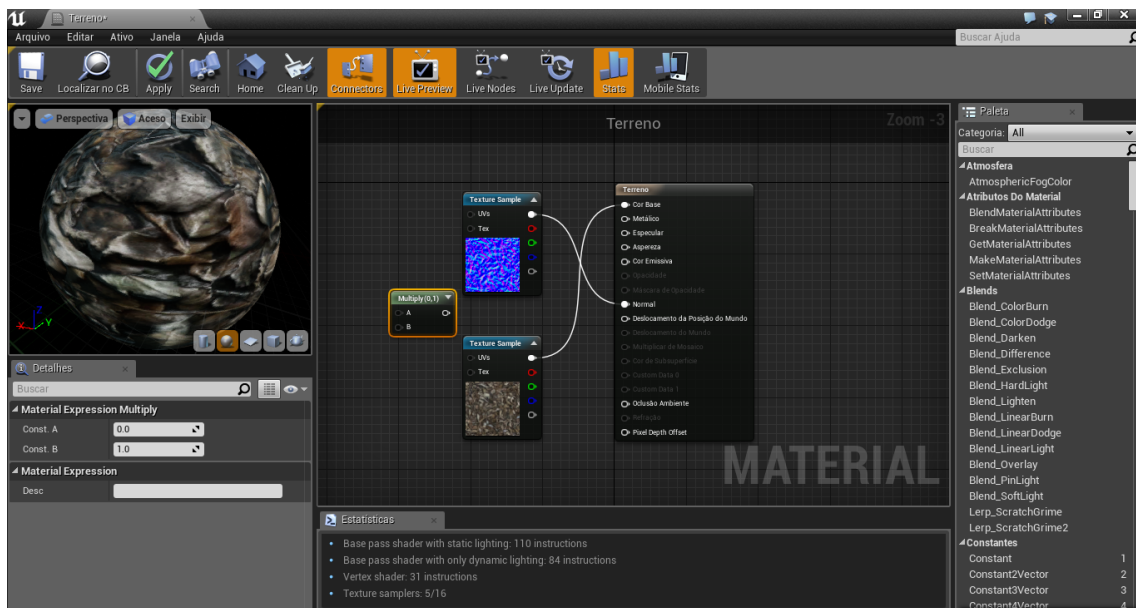 Terreno*
Arquivo Editar Ativo Janela Ajuda
Buscar Ajuda
Save Localizar no CB Apply Search Home Clean Up Connectors Live Preview Live Nodes Live Update Stats Mobile Stats
Perspectiva Aceso Exibir
Terreno
Zoom -3
Texture Sample
UVs
Tex
Multiply(0,1)
A
B
Texture Sample
UVs
Tex
Terreno
Cor Base
Metálico
Especular
Aspereza
Cor Emissiva
Opacidade
Máscara de Opacidade
Normal
Deslocamento da Posição do Mundo
Deslocamento do Mundo
Multiplicar de Mosaico
Cor de Subsuperfície
Custom Data 0
Custom Data 1
Oclusão Ambiente
Refração
Pixel Depth Offset
MATERIAL
X Y Z
Detalhes
Buscar
Material Expression Multiply
Const. A 0.0
Const. B 1.0
Material Expression
Desc
Estatísticas
Base pass shader with static lighting: 110 instructions
Base pass shader with only dynamic lighting: 84 instructions
Vertex shader: 31 instructions
Texture samplers: 5/16
Paleta
Categoria: All
Buscar
Atmosfera
AtmosphericFogColor
Atributos Do Material
BlendMaterialAttributes
BreakMaterialAttributes
GetMaterialAttributes
MakeMaterialAttributes
SetMaterialAttributes
Blends
Blend_ColorBurn
Blend_ColorDodge
Blend_Darken
Blend_Difference
Blend_Exclusion
Blend_HardLight
Blend_Lighten
Blend_LinearBurn
Blend_LinearDodge
Blend_LinearLight
Blend_Overlay
Blend_PinLight
Blend_SoftLight
Lerp_ScratchGrime
Lerp_ScratchGrime2
Constantes
Constant 1
Constant2Vector 2
Constant3Vector 3
Constant4Vector 4